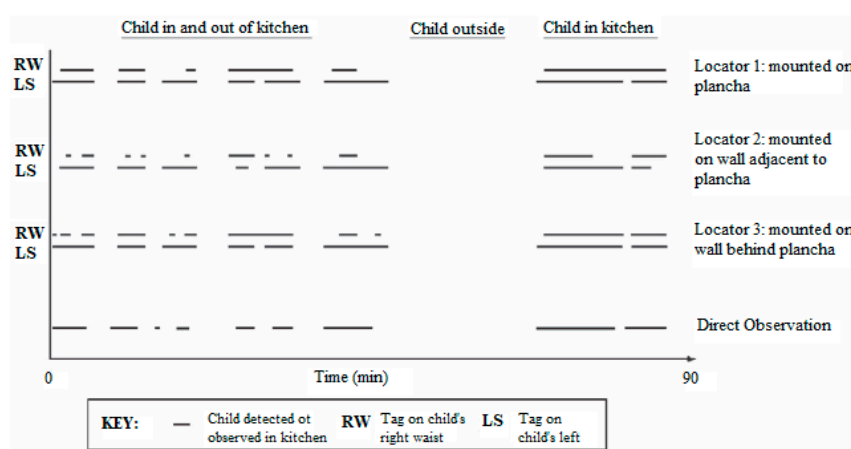 Child in and out of kitchen
Child outside
Child in kitchen
RW
LS
Locator 1: mounted on
plancha
RW
LS
Locator 2: mounted
on wall adjacent to
plancha
RW
LS
Locator 3: mounted on
wall behind plancha
Direct Observation
0
Time (min)
90
KEY:
Child detected ot
observed in kitchen
RW
Tag on child's
right waist
LS
Tag on
child's left